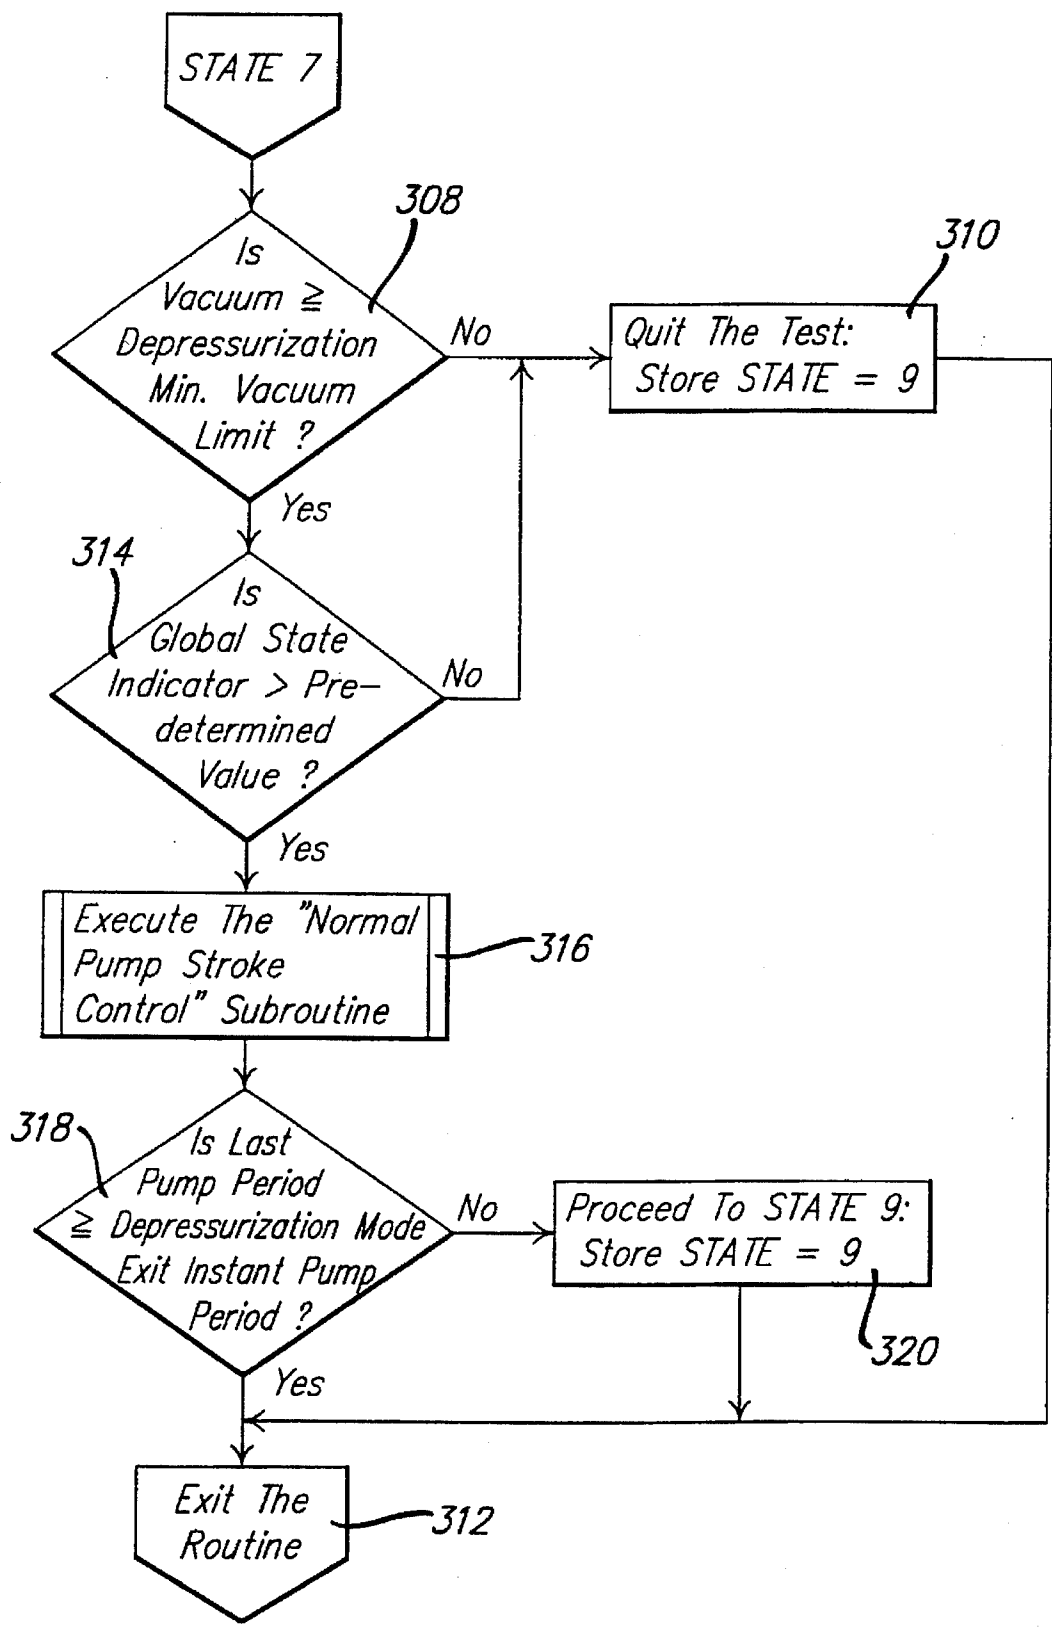 STATE 7
308
Is
Vacuum ≧
Depressurization
Min. Vacuum
Limit ?
No
Yes
310
Quit The Test:
Store STATE = 9
314
Is
Global State
Indicator > Pre-
determined
Value ?
No
Yes
Execute The "Normal
Pump Stroke
Control" Subroutine
316
318
Is Last
Pump Period
≧ Depressurization Mode
Exit Instant Pump
Period ?
No
Yes
Proceed To STATE 9:
Store STATE = 9
320
Exit The
Routine
312